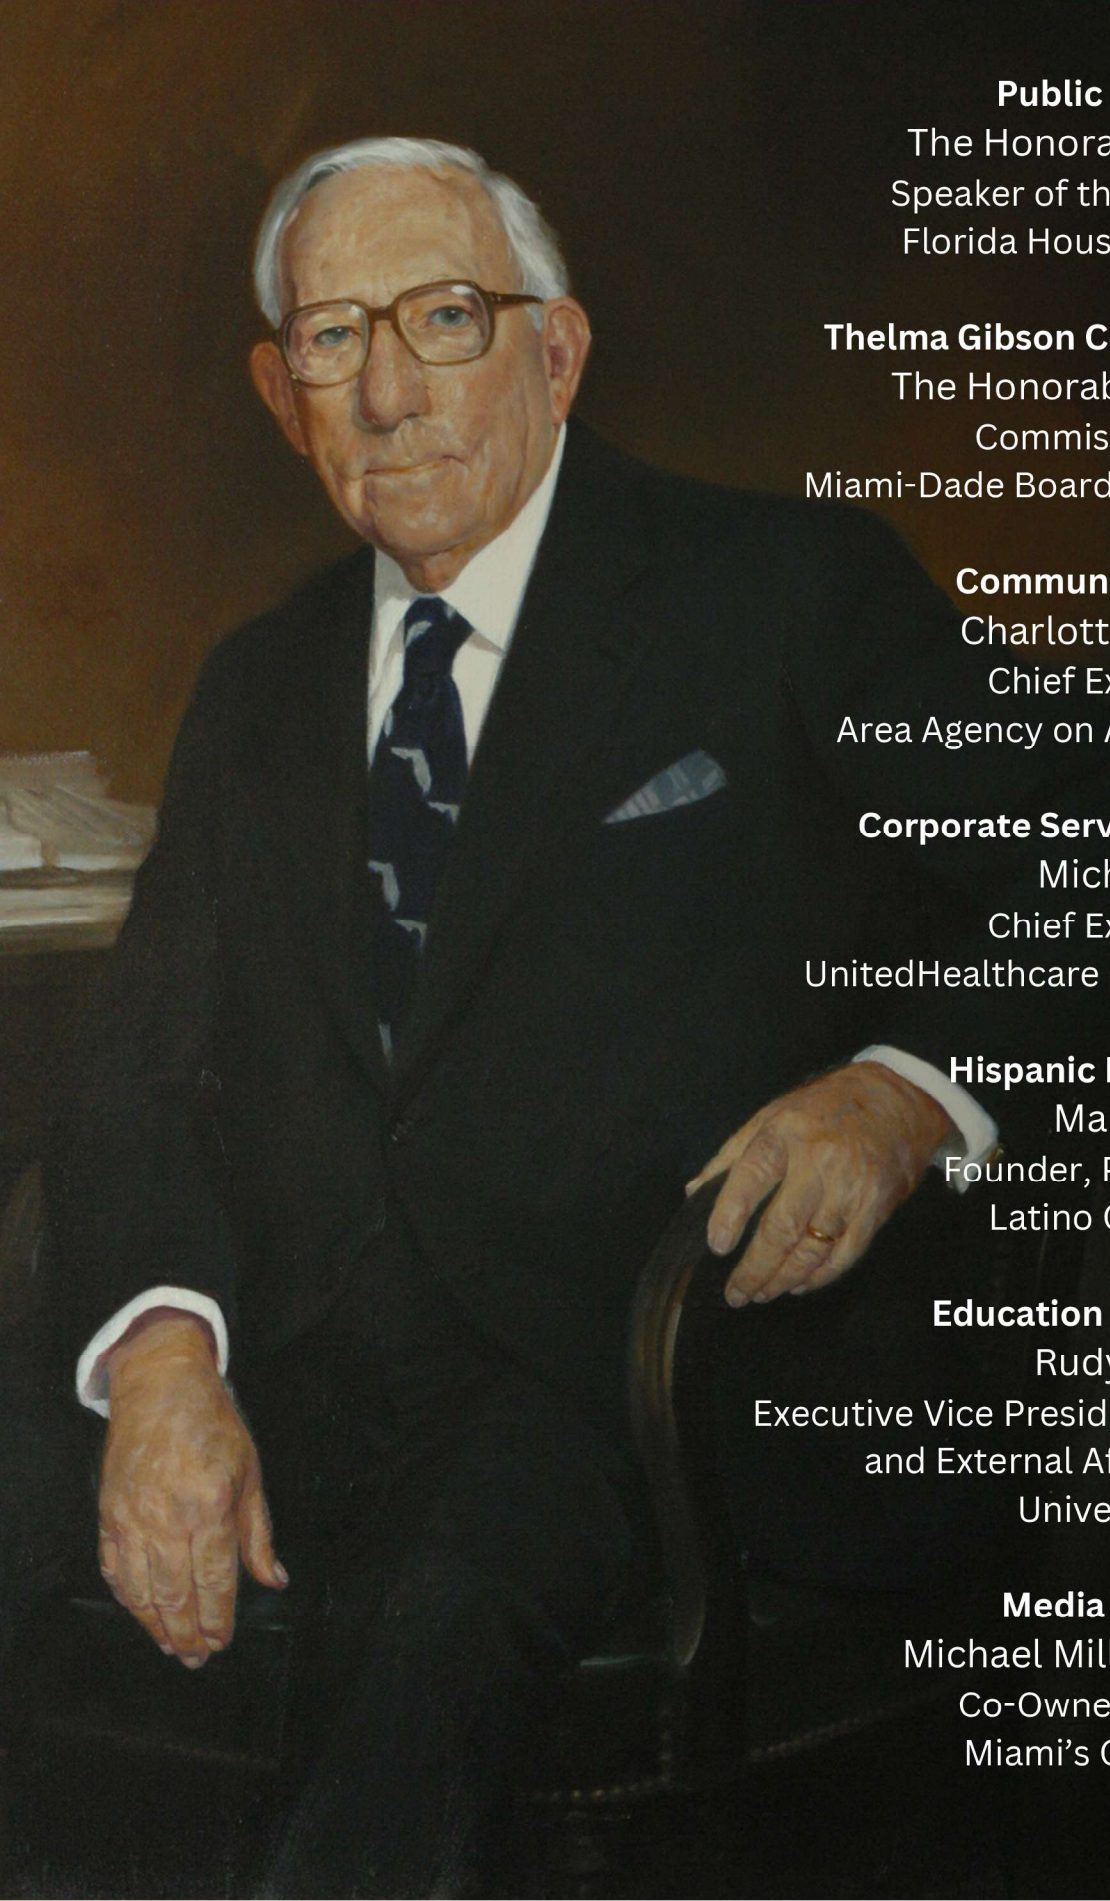 Public
The Honora
Speaker of th
Florida Hous
Thelma Gibson C
The Honorab
Commis
Miami-Dade Board
Commun
Charlott
Chief Ex
Area Agency on A
Corporate Serv
Mich
Chief Ex
UnitedHealthcare
Hispanic
Ma
Founder, P
Latino
Education
Rudy
Executive Vice Presid
and External Af
Unive
Media
Michael Mill
Co-Owne
Miami's